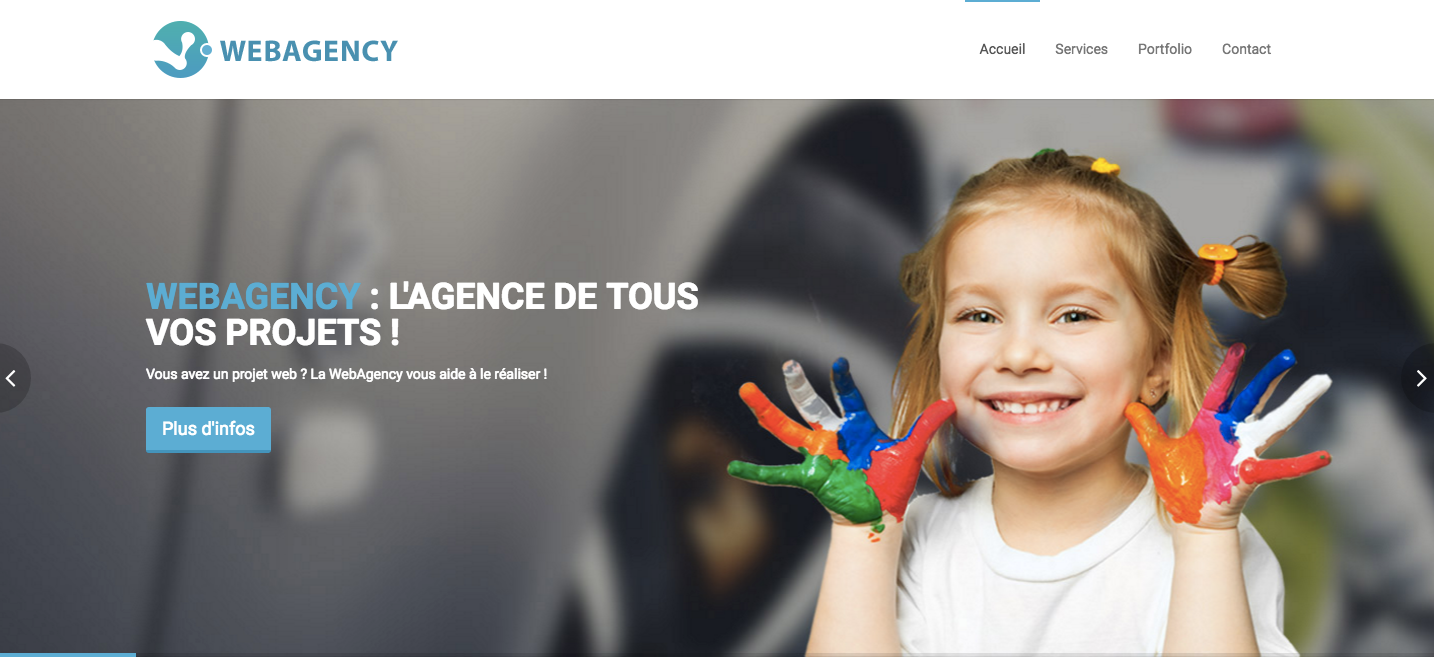 WEBAGENCY
Accueil Services Portfolio Contact
WEBAGENCY : L'AGENCE DE TOUS
VOS PROJETS !
Vous avez un projet web ? La WebAgency vous aide à le réaliser !
Plus d'infos